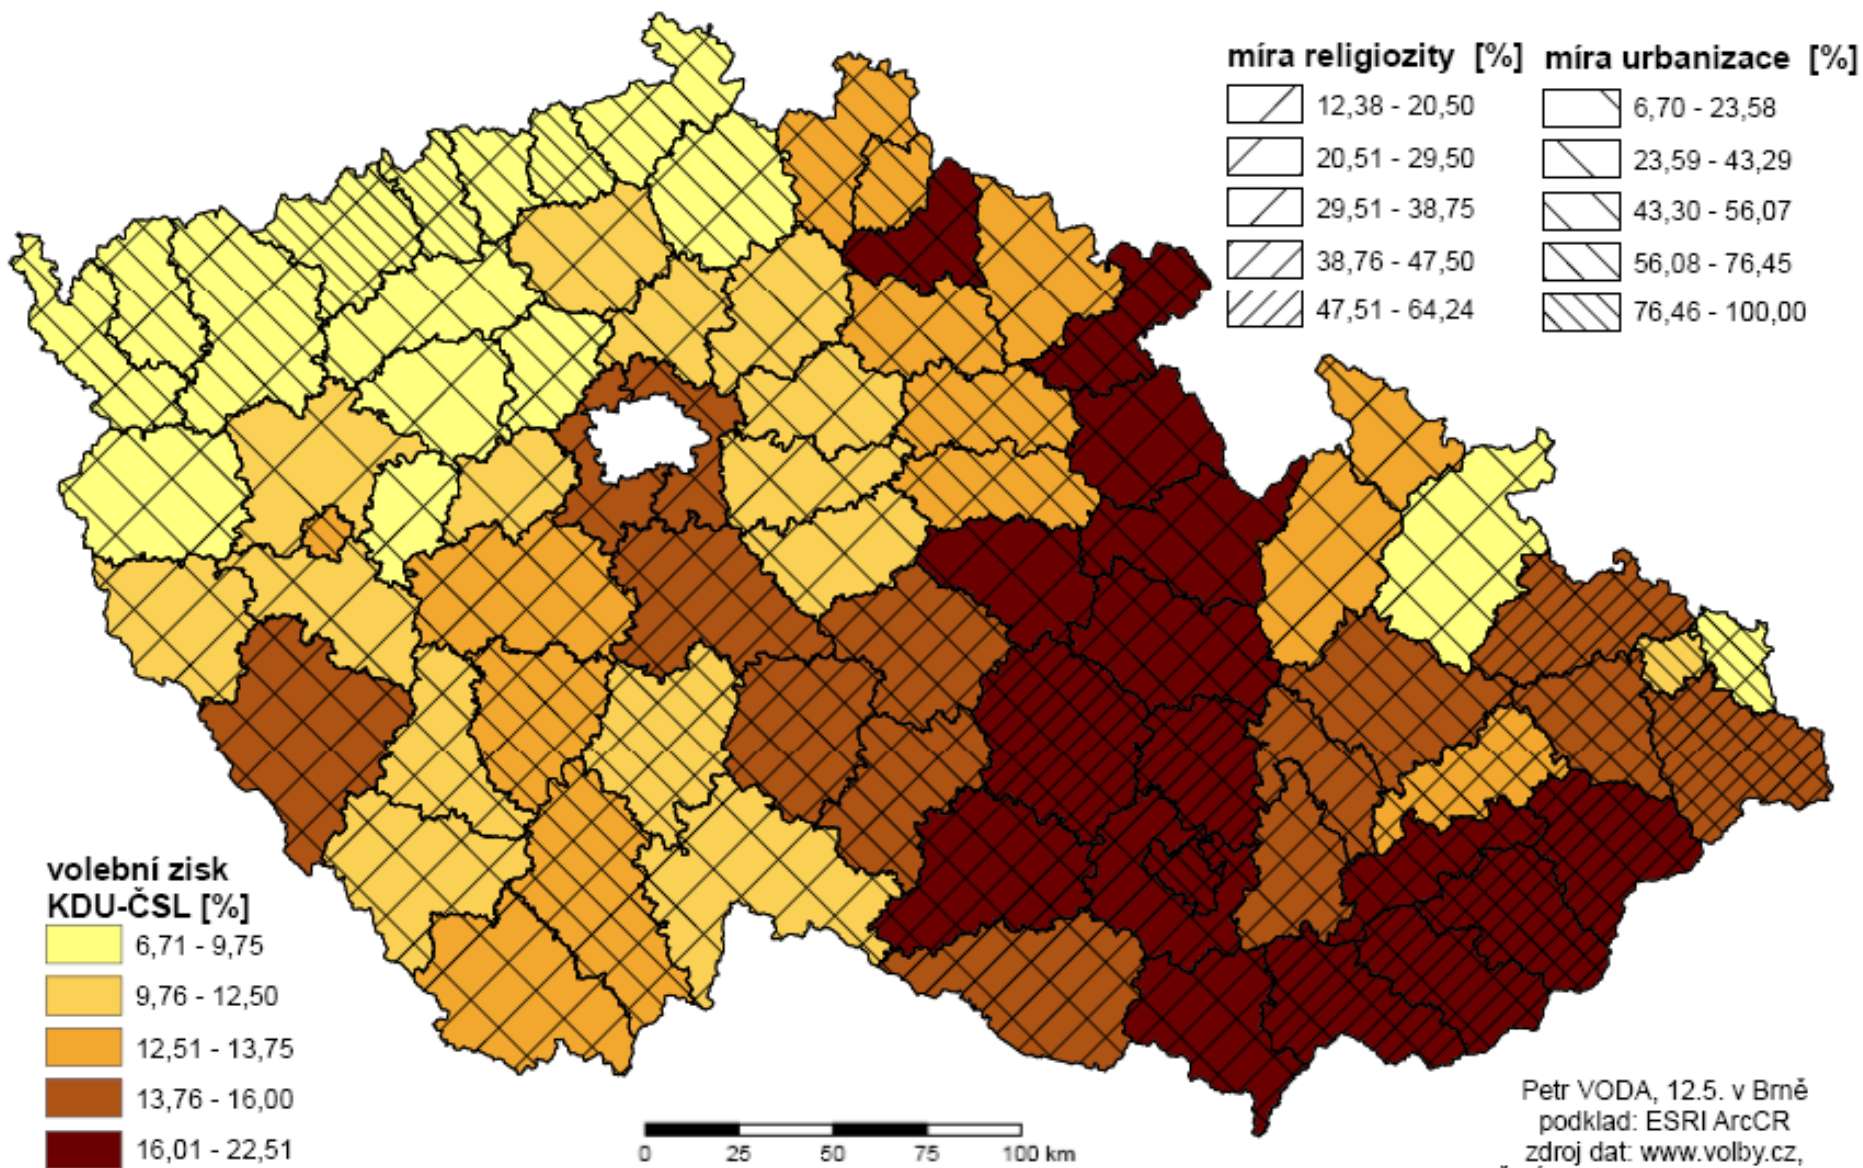 míra religiozity [%]
12,38 - 20,50
20,51 - 29,50
29,51 - 38,75
38,76 - 47,50
47,51 - 64,24
míra urbanizace [%]
6,70 - 23,58
23,59 - 43,29
43,30 - 56,07
56,08 - 76,45
76,46 - 100,00
volební zisk
KDU-ČSL [%]
6,71 - 9,75
9,76 - 12,50
12,51 - 13,75
13,76 - 16,00
16,01 - 22,51
0 25 50 75 100 km
Petr VODA, 12.5. v Brně
podklad: ESRI ArcCR
zdroj dat: www.volby.cz,